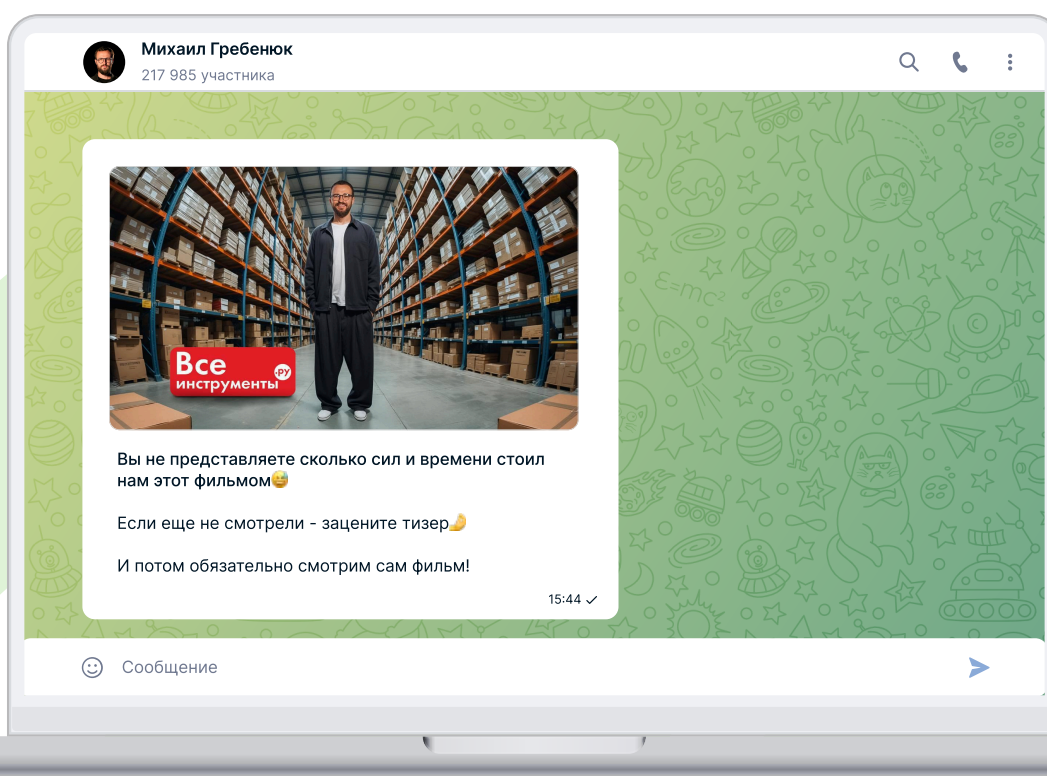 Михаил Гребенюк
217 985 участника
E=mc²
Все
инструменты
.РУ
Вы не представляете сколько сил и времени стоил
нам этот фильмом😅
Если еще не смотрели - зацените тизер🤌
И потом обязательно смотрим сам фильм!
15:44
Сообщение